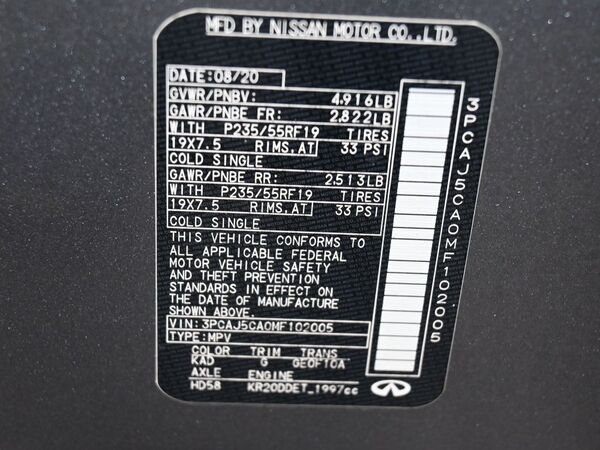 MFD BY NISSAN MOTOR CO.,LTD.
DATE:08/20
GVWR/PNBV: 4,916LB
GAWR/PNBE FR: 2,822LB
WITH P235/55RF19 TIRES
19X7.5 RIMS,AT 33 PSI
COLD SINGLE
GAWR/PNBE RR: 2,513LB
WITH P235/55RF19 TIRES
19X7.5 RIMS,AT 33 PSI
COLD SINGLE
THIS VEHICLE CONFORMS TO
ALL APPLICABLE FEDERAL
MOTOR VEHICLE SAFETY
AND THEFT PREVENTION
STANDARDS IN EFFECT ON
THE DATE OF MANUFACTURE
SHOWN ABOVE.
VIN:3PCAJ5CA0MF102005
TYPE:MPV
COLOR TRIM TRANS
KAD G GE0F10A
AXLE ENGINE
HD58 KR20DDET_1997cc
3PCAJ5CA0MF102005